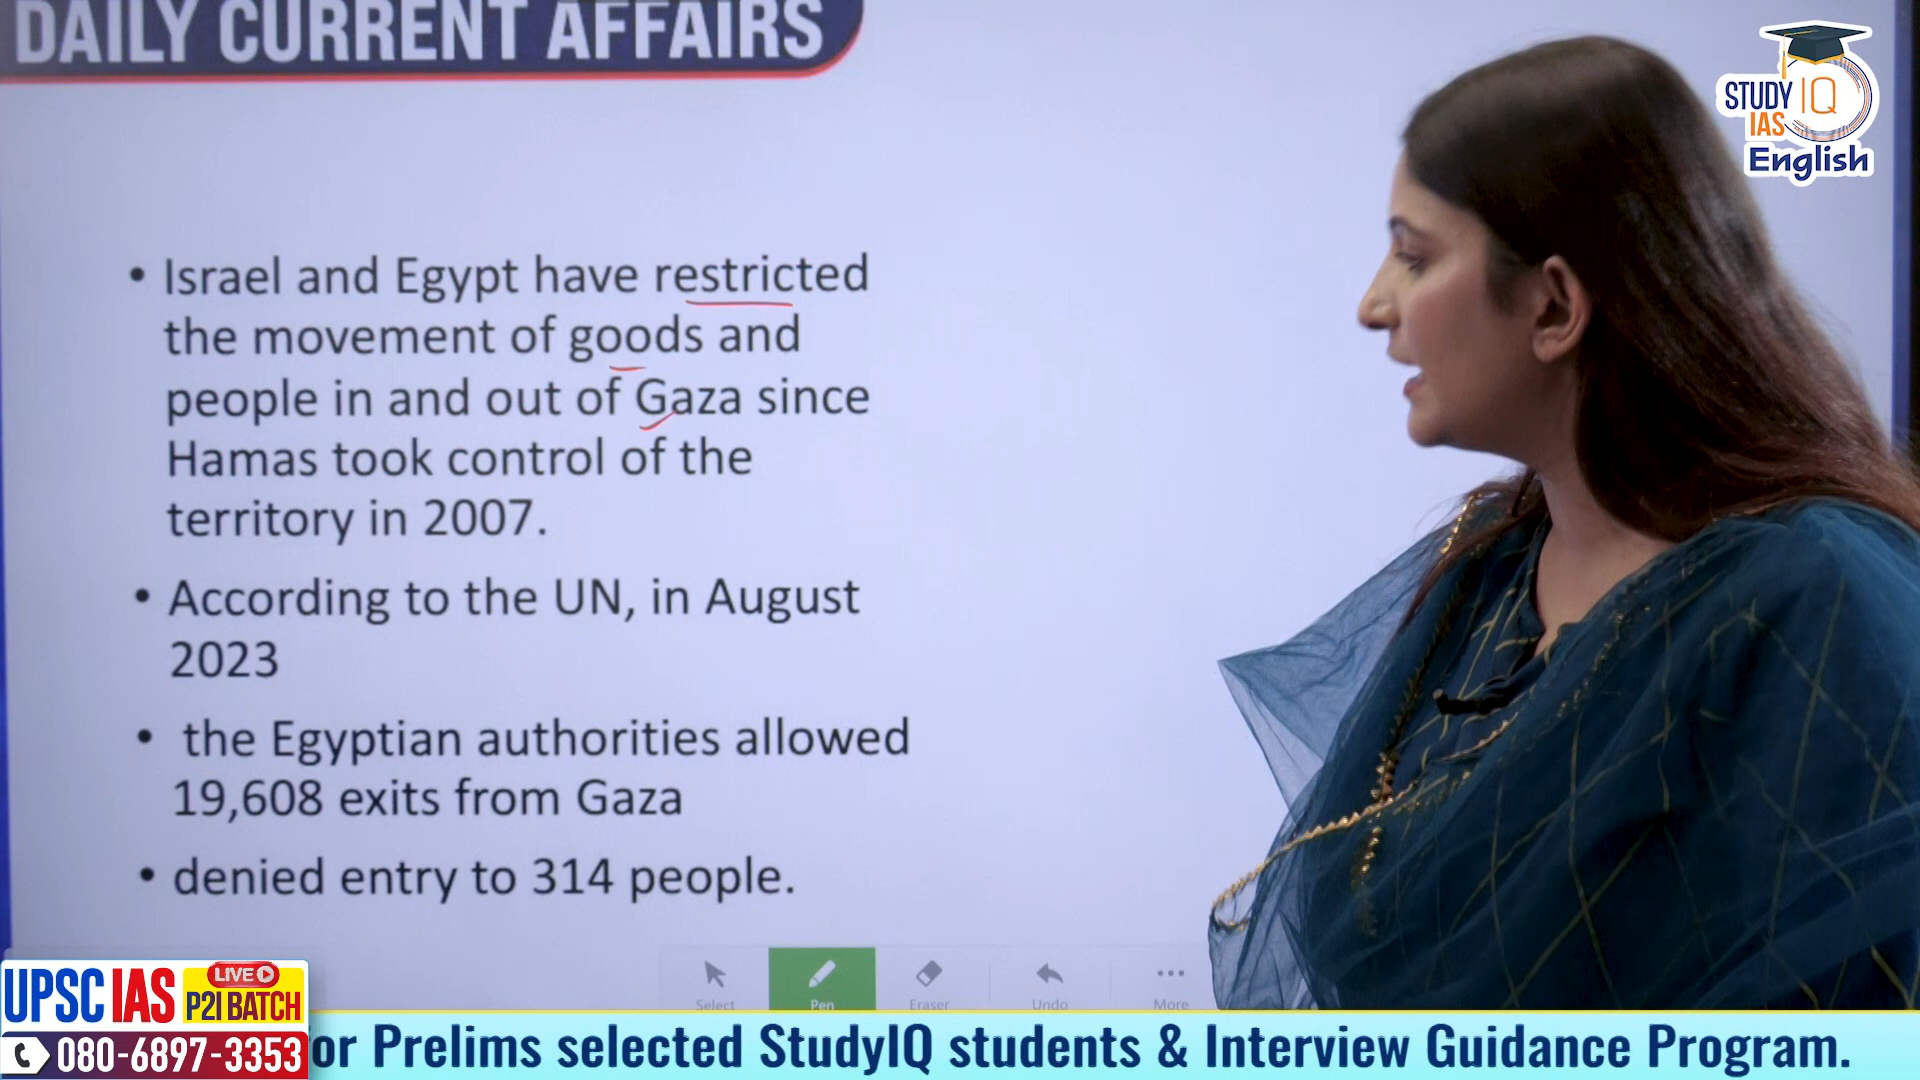 DAILY CURRENT AFFAIRS
STUDY IQ
IAS
English
• Israel and Egypt have restricted
the movement of goods and
people in and out of Gaza since
Hamas took control of the
territory in 2007.
• According to the UN, in August
2023
• the Egyptian authorities allowed
19,608 exits from Gaza
• denied entry to 314 people.
Select
Pen
Eraser
Undo
More
UPSC IAS
LIVE
P2I BATCH
080-6897-3353
for Prelims selected StudyIQ students & Interview Guidance Program.